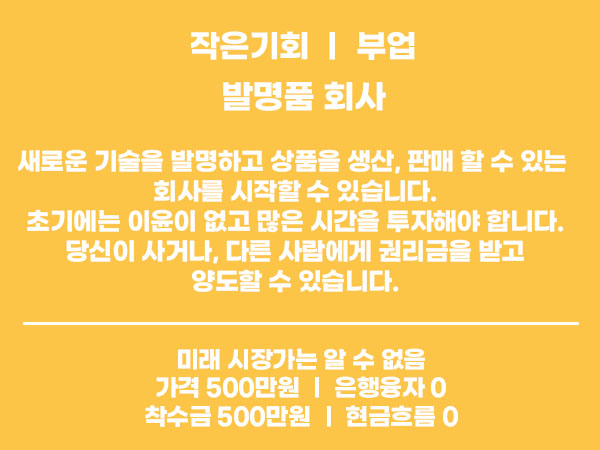 작은기회 ㅣ 부업
발명품 회사
새로운 기술을 발명하고 상품을 생산, 판매 할 수 있는
회사를 시작할 수 있습니다.
초기에는 이윤이 없고 많은 시간을 투자해야 합니다.
당신이 사거나, 다른 사람에게 권리금을 받고
양도할 수 있습니다.
미래 시장가는 알 수 없음
가격 500만원 ㅣ 은행융자 0
착수금 500만원 ㅣ 현금흐름 0